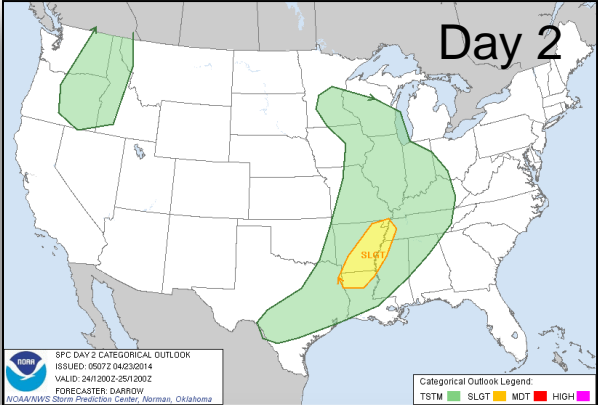 Day 2
SLGT
NOAA
SPC DAY 2 CATEGORICAL OUTLOOK
ISSUED: 0507Z 04/23/2014
VALID: 24/1200Z-25/1200Z
FORECASTER: DARROW
NOAA/NWS Storm Prediction Center, Norman, Oklahoma
Categorical Outlook Legend:
TSTM SLGT MDT HIGH